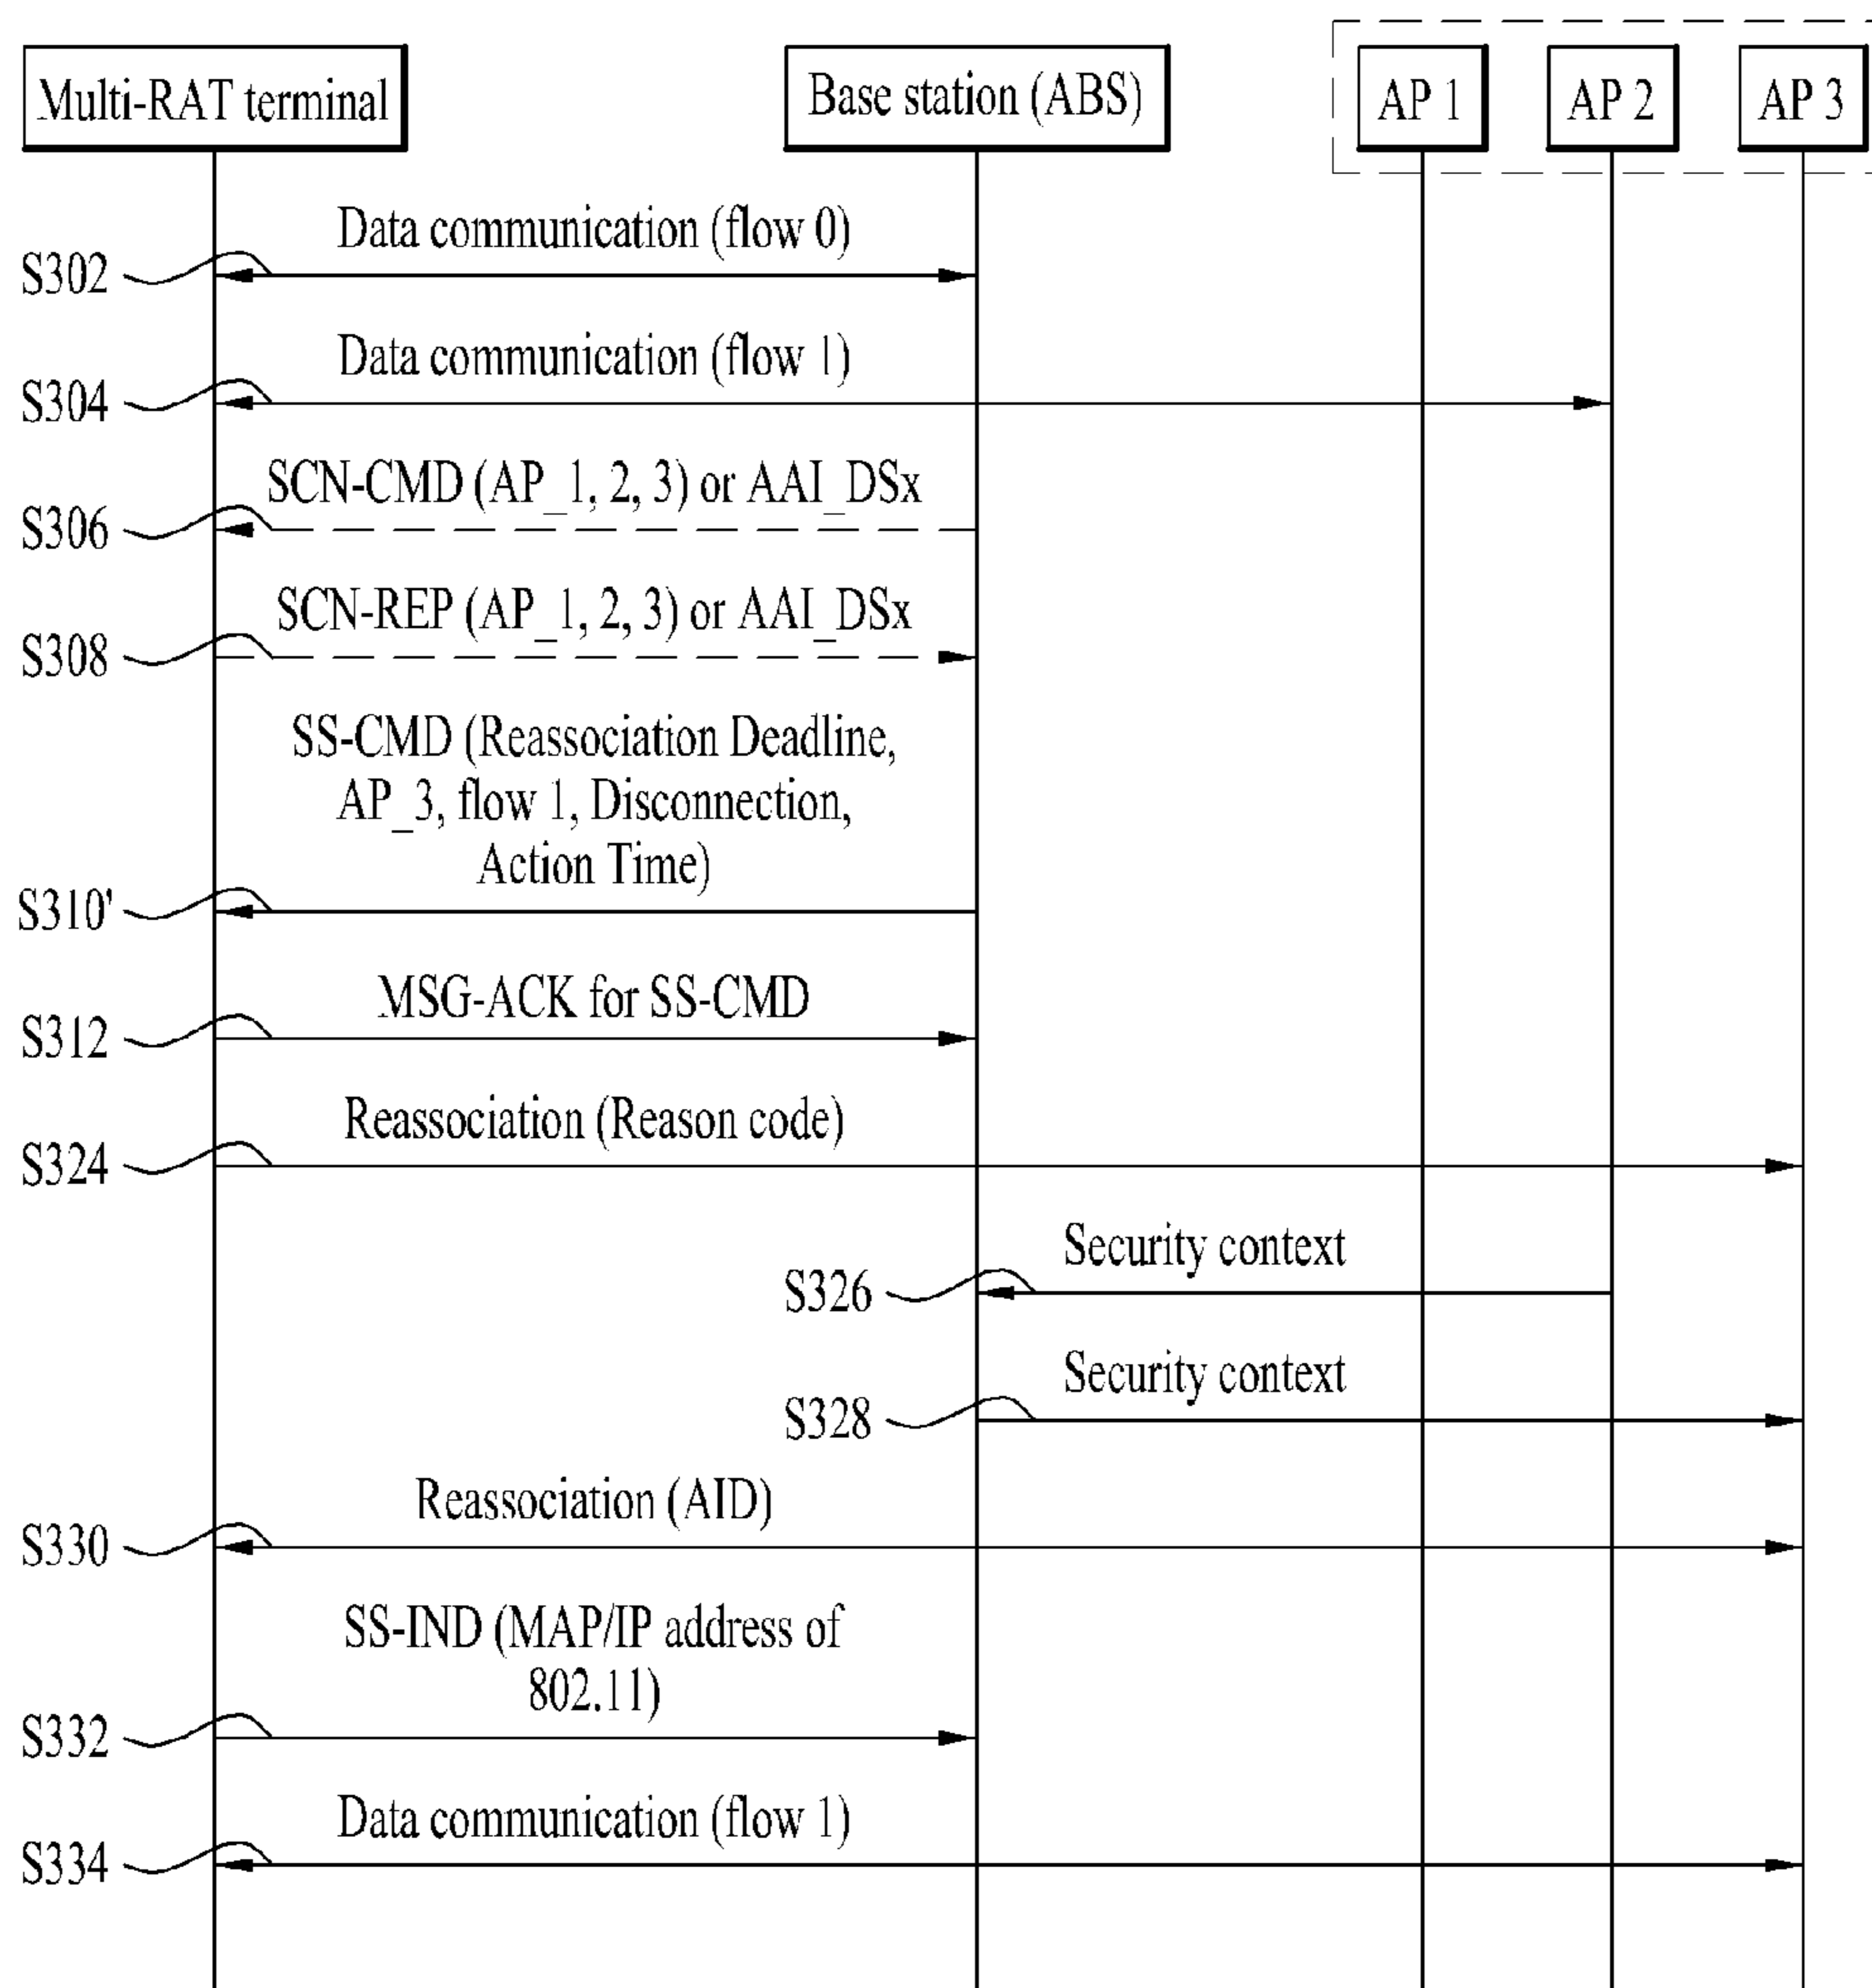 Multi-RAT terminal
Base station (ABS)
AP 1
AP 2
AP 3
Data communication (flow 0)
S302
Data communication (flow 1)
S304
SCN-CMD (AP_1, 2, 3) or AAI_DSx
S306
SCN-REP (AP_1, 2, 3) or AAI_DSx
S308
SS-CMD (Reassociation Deadline,
AP_3, flow 1, Disconnection,
Action Time)
S310'
MSG-ACK for SS-CMD
S312
Reassociation (Reason code)
S324
Security context
S326
Security context
S328
Reassociation (AID)
S330
SS-IND (MAP/IP address of
802.11)
S332
Data communication (flow 1)
S334